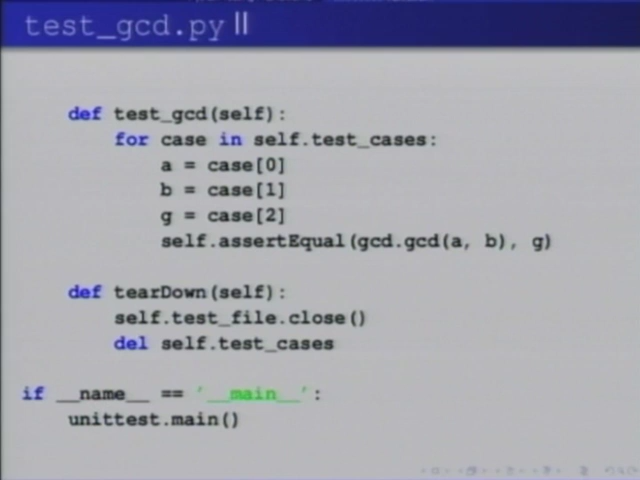 test_gcd.py II
def test_gcd(self):
for case in self.test_cases:
a = case[0]
b = case[1]
g = case[2]
self.assertEqual(gcd.gcd(a, b), g)
def tearDown(self):
self.test_file.close()
del self.test_cases
if __name__ == '__main__':
unittest.main()